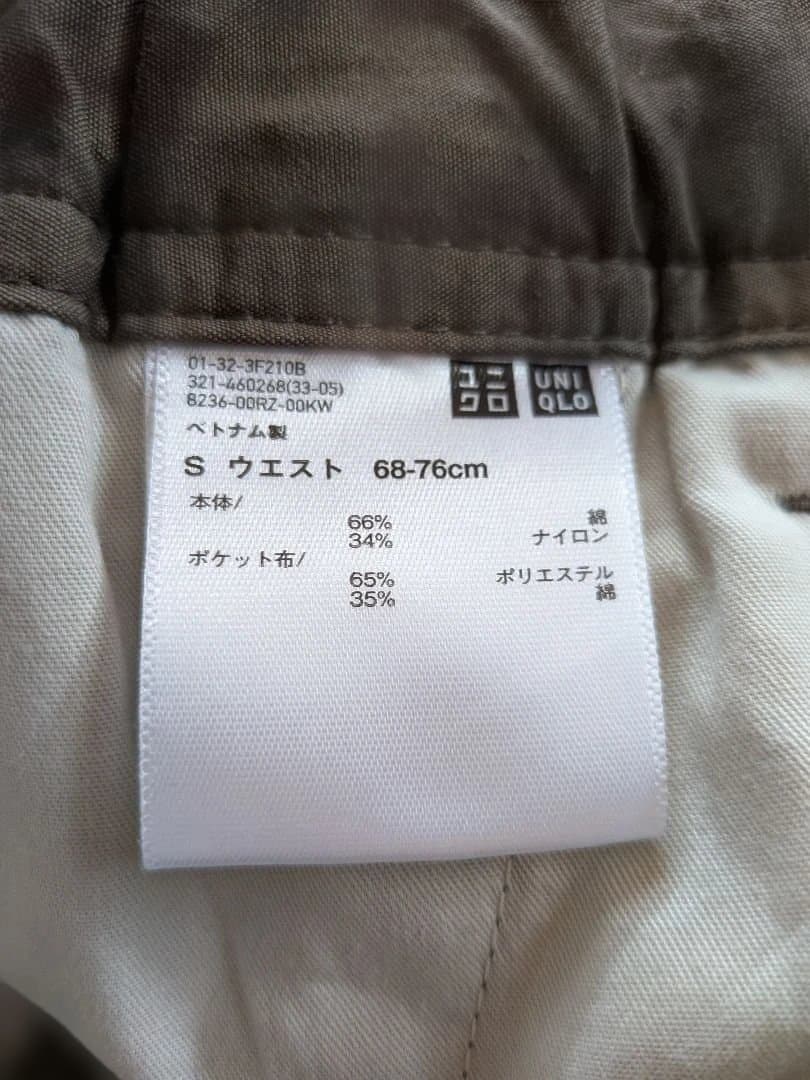 01-32-3F210B
321-460268(33-05)
8236-00RZ-00KW
ユニ
クロ
UNI
QLO
ベトナム製
S ウエスト 68-76cm
本体/
66% 綿
34% ナイロン
ポケット布/
65% ポリエステル
35% 綿